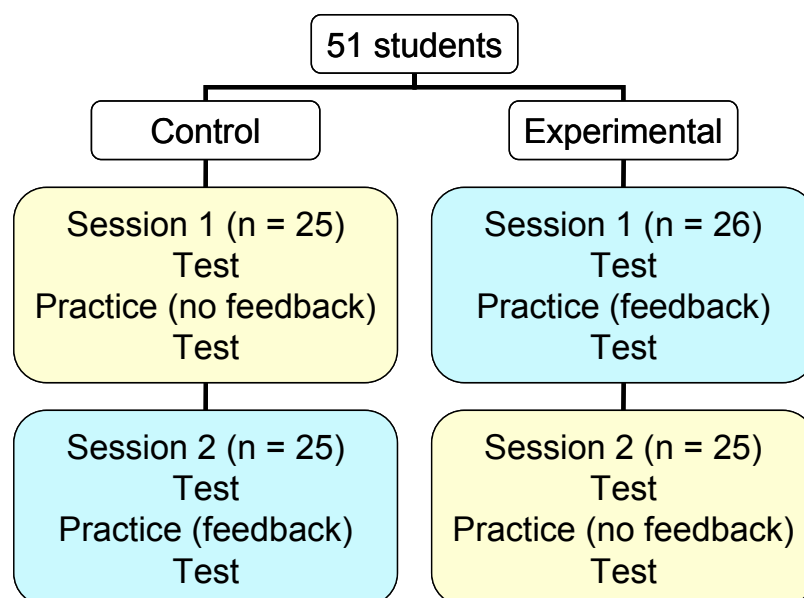 51 students
Control
Experimental
Session 1 (n = 25)
Test
Practice (no feedback)
Test
Session 1 (n = 26)
Test
Practice (feedback)
Test
Session 2 (n = 25)
Test
Practice (feedback)
Test
Session 2 (n = 25)
Test
Practice (no feedback)
Test